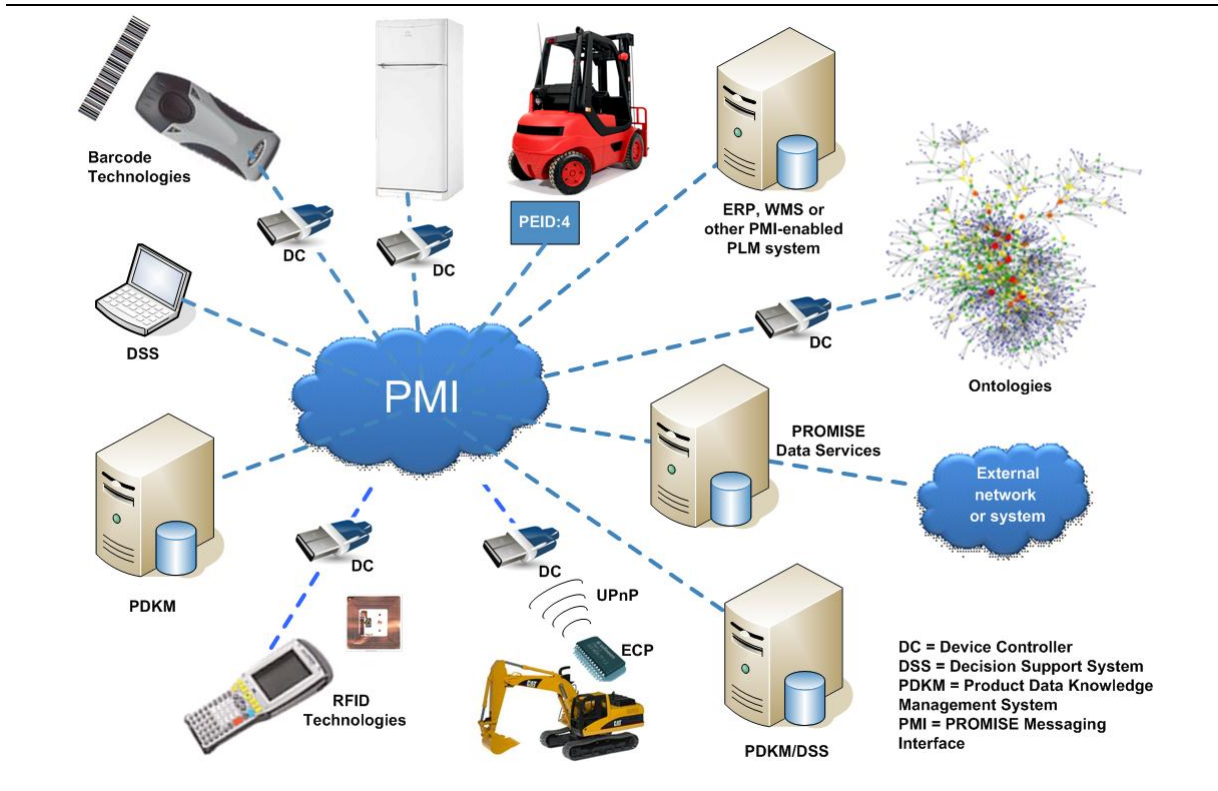 Barcode
Technologies
DC
DC
PEID:4
ERP, WMS or
other PMI-enabled
PLM system
DSS
PMI
DC
Ontologies
PROMISE
Data Services
External
network
or system
PDKM
DC
DC
UPnP
ECP
RFID
Technologies
CAT
CAT
PDKM/DSS
DC = Device Controller
DSS = Decision Support System
PDKM = Product Data Knowledge
Management System
PMI = PROMISE Messaging
Interface